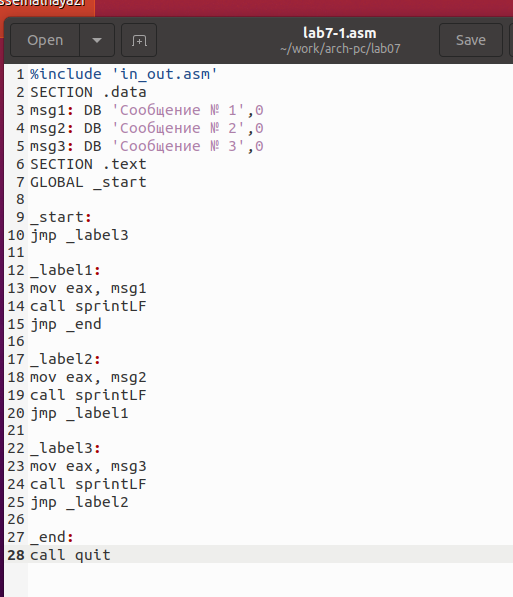 Open
lab7-1.asm
~/work/arch-pc/lab07
Save
1 %include 'in_out.asm'
2 SECTION .data
3 msg1: DB 'Сообщение № 1',0
4 msg2: DB 'Сообщение № 2',0
5 msg3: DB 'Сообщение № 3',0
6 SECTION .text
7 GLOBAL _start
8
9 _start:
10 jmp _label3
11
12 _label1:
13 mov eax, msg1
14 call sprintLF
15 jmp _end
16
17 _label2:
18 mov eax, msg2
19 call sprintLF
20 jmp _label1
21
22 _label3:
23 mov eax, msg3
24 call sprintLF
25 jmp _label2
26
27 _end:
28 call quit